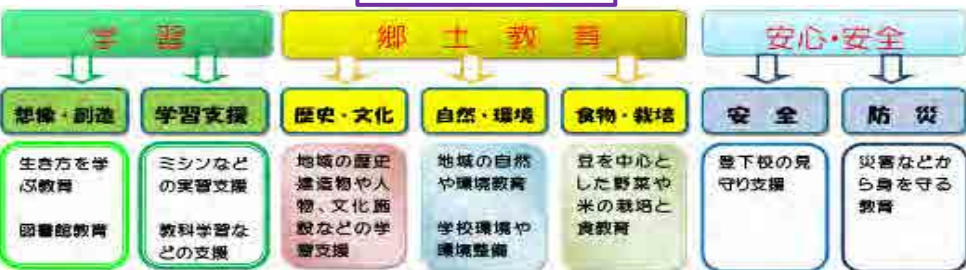 学習
郷土教育
安心・安全
想像・創造
学習支援
歴史・文化
自然・環境
食物・栽培
安全
防災
生き方を学
ぶ教育
図書館教育
ミシンなど
の実習支援
教科学習な
どの支援
地域の歴史
建造物や人
物、文化施
設などの学
習支援
地域の自然
や環境教育
学校環境や
環境整備
豆を中心と
した野菜や
米の栽培と
食教育
登下校の見
守り支援
災害などか
ら身を守る
教育